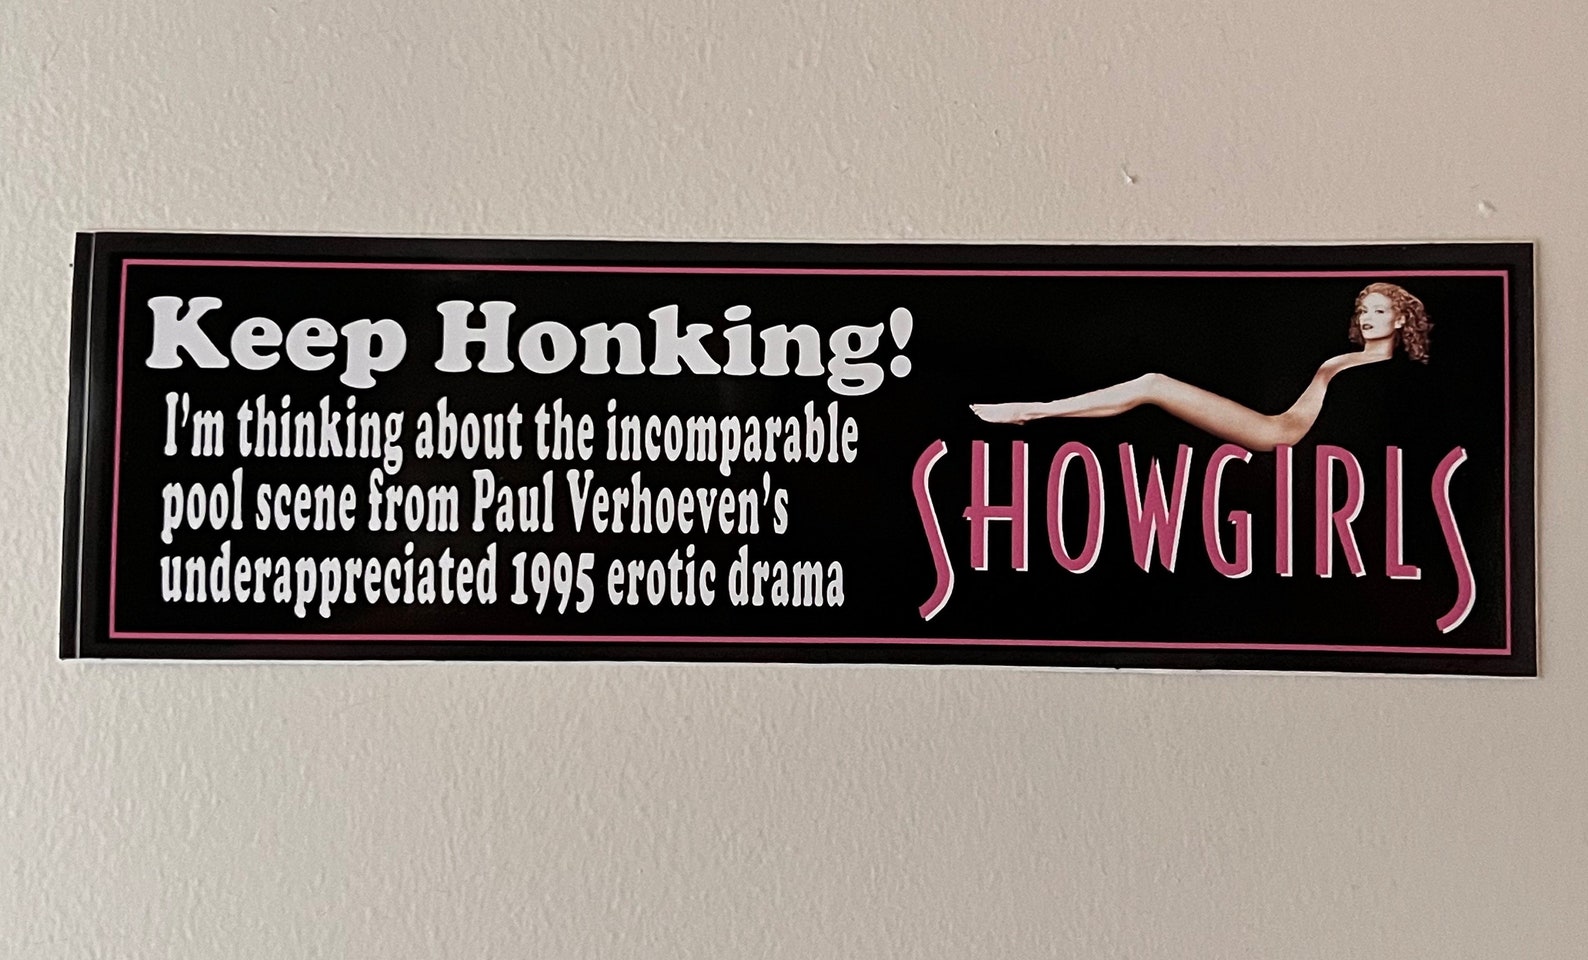 Keep Honking!
I'm thinking about the incomparable
pool scene from Paul Verhoeven's
underappreciated 1995 erotic drama
SHOWGIRLS